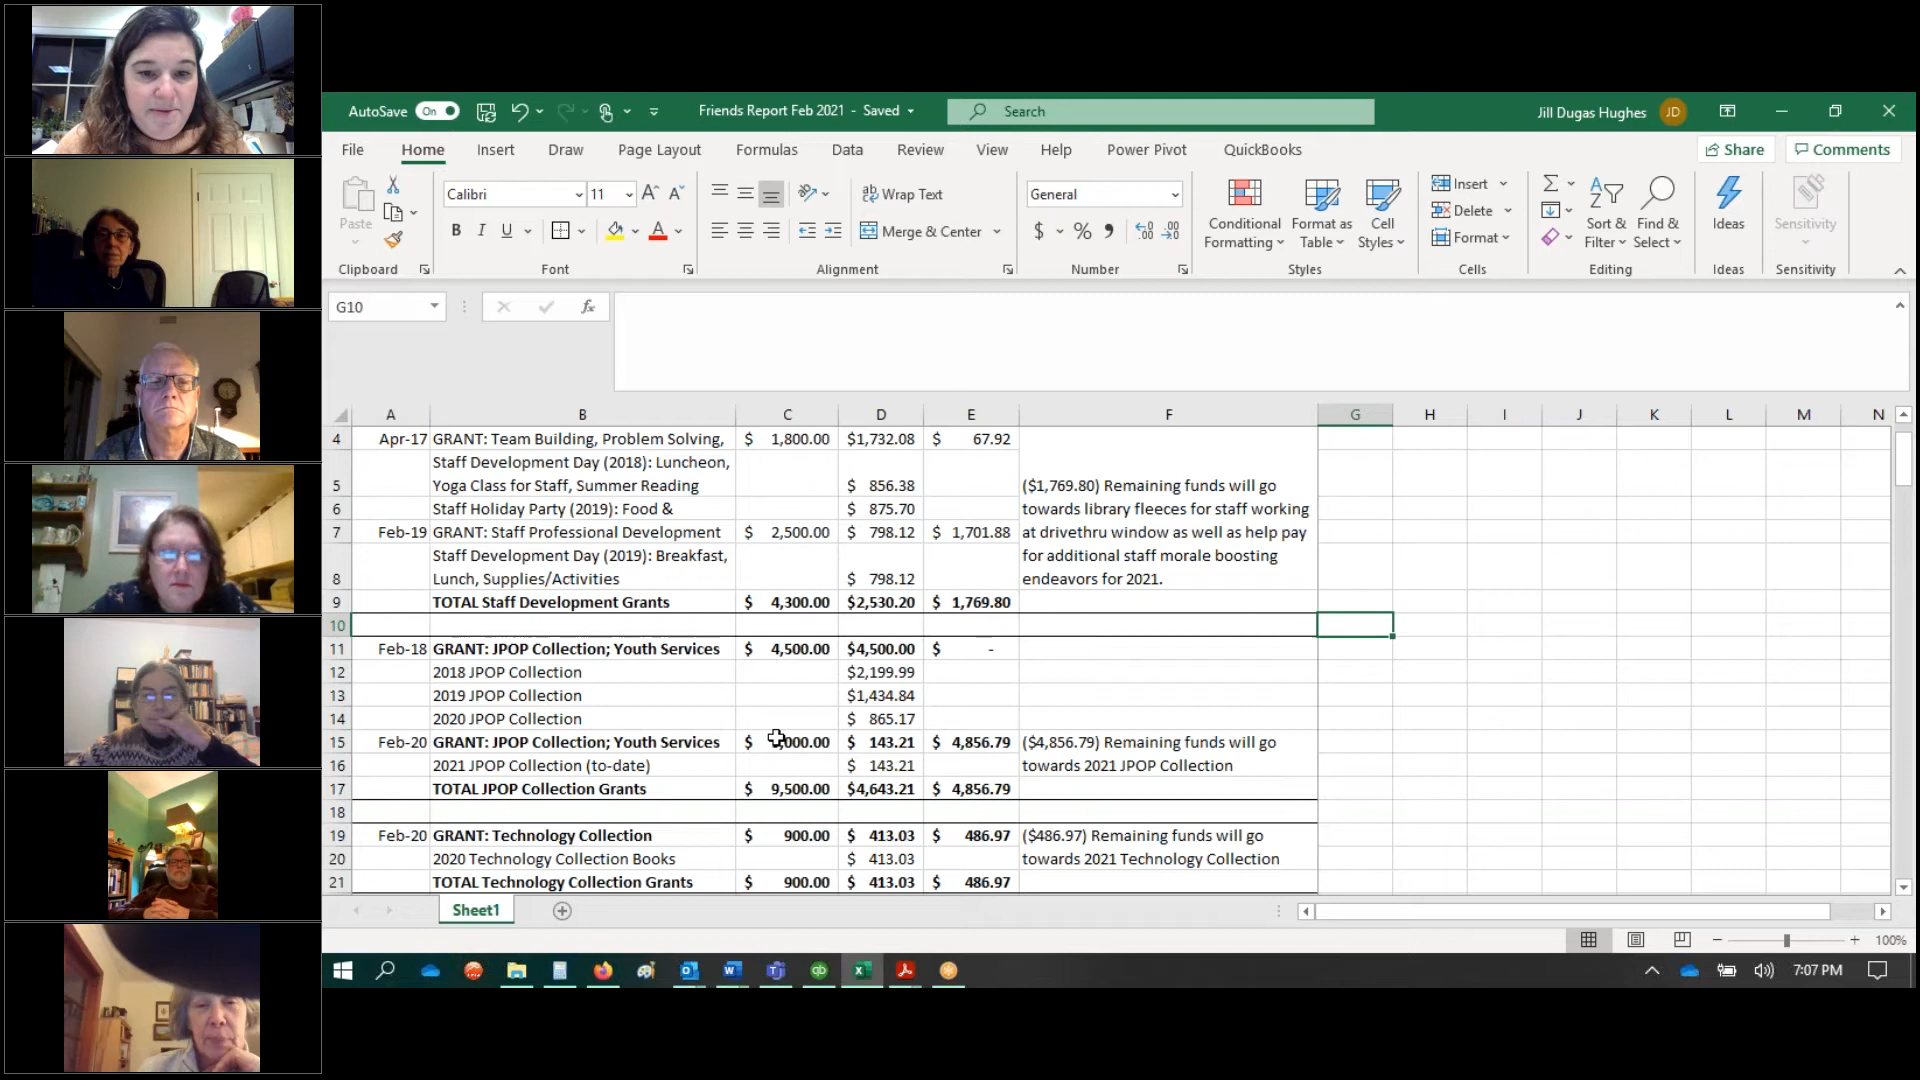 AutoSave On Friends Report Feb 2021 - Saved Search Jill Dugas Hughes JD
File Home Insert Draw Page Layout Formulas Data Review View Help Power Pivot QuickBooks Share Comments
Paste Calibri 11 A A Wrap Text General Conditional Formatting Format as Table Cell Styles Insert Sort & Filter Find & Select Ideas Sensitivity
Delete
B I U A Merge & Center $ % Format
Clipboard Font Alignment Number Styles Cells Editing Ideas Sensitivity
G10 fx
A B C D E F G H I J K L M N
4 Apr-17 GRANT: Team Building, Problem Solving, $ 1,800.00 $1,732.08 $ 67.92
Staff Development Day (2018): Luncheon,
5 Yoga Class for Staff, Summer Reading $ 856.38 ($1,769.80) Remaining funds will go
6 Staff Holiday Party (2019): Food & $ 875.70 towards library fleeces for staff working
7 Feb-19 GRANT: Staff Professional Development $ 2,500.00 $ 798.12 $ 1,701.88 at drivethru window as well as help pay
Staff Development Day (2019): Breakfast, for additional staff morale boosting
8 Lunch, Supplies/Activities $ 798.12 endeavors for 2021.
9 TOTAL Staff Development Grants $ 4,300.00 $2,530.20 $ 1,769.80
10
11 Feb-18 GRANT: JPOP Collection; Youth Services $ 4,500.00 $4,500.00 $ -
12 2018 JPOP Collection $2,199.99
13 2019 JPOP Collection $1,434.84
14 2020 JPOP Collection $ 865.17
15 Feb-20 GRANT: JPOP Collection; Youth Services $ 000.00 $ 143.21 $ 4,856.79 ($4,856.79) Remaining funds will go
16 2021 JPOP Collection (to-date) $ 143.21 towards 2021 JPOP Collection
17 TOTAL JPOP Collection Grants $ 9,500.00 $4,643.21 $ 4,856.79
18
19 Feb-20 GRANT: Technology Collection $ 900.00 $ 413.03 $ 486.97 ($486.97) Remaining funds will go
20 2020 Technology Collection Books $ 413.03 towards 2021 Technology Collection
21 TOTAL Technology Collection Grants $ 900.00 $ 413.03 $ 486.97
Sheet1
100%
7:07 PM